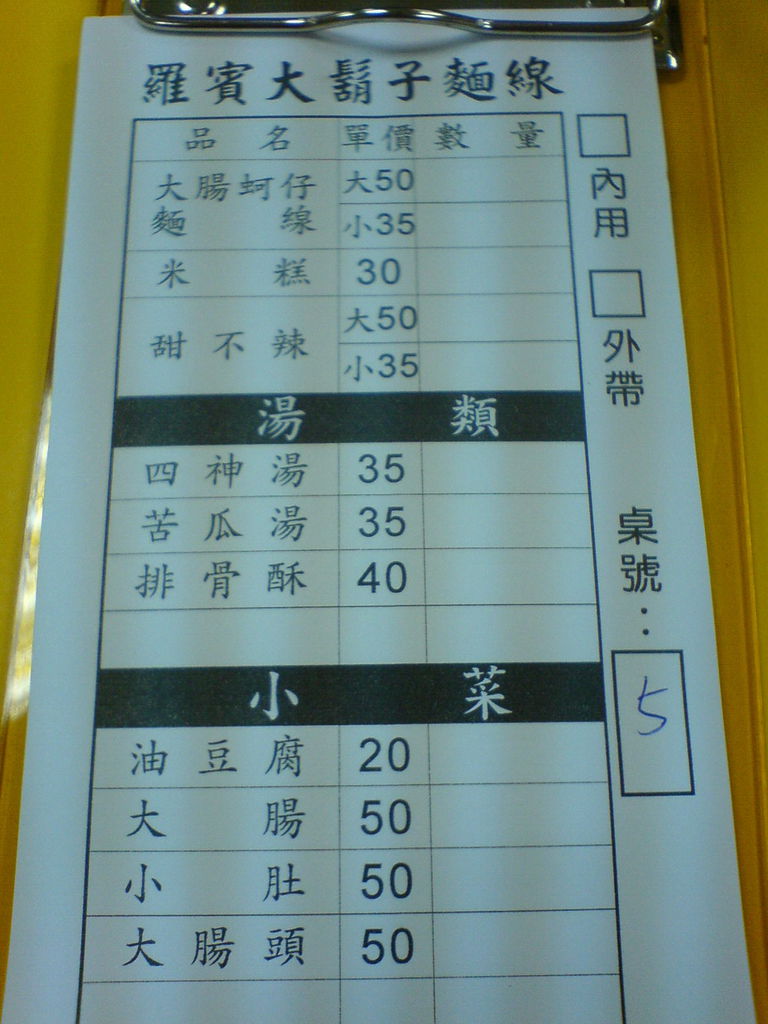 羅賓大鬍子麵線
品名 單價 數量
大腸蚵仔麵線 大50
小35
米糕 30
甜不辣 大50
小35
湯類
四神湯 35
苦瓜湯 35
排骨酥 40
小菜
油豆腐 20
大腸 50
小肚 50
大腸頭 50
內用
外帶
桌號：
5